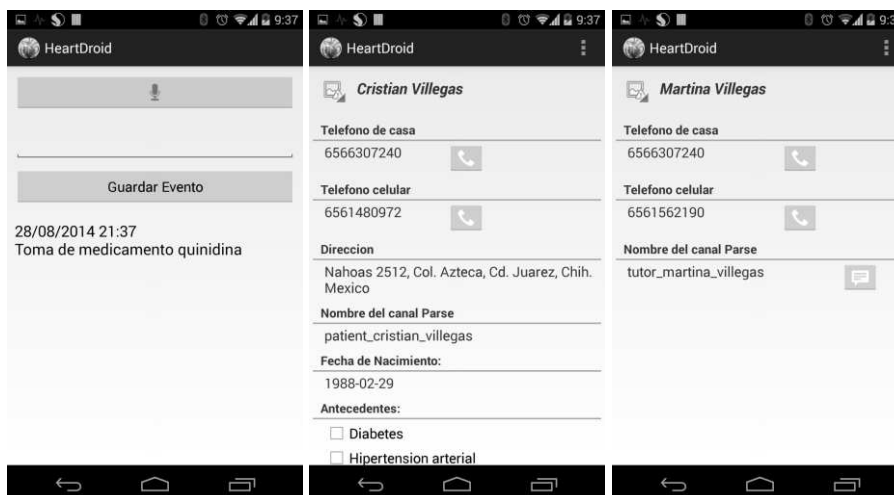 9:37
HeartDroid
Guardar Evento
28/08/2014 21:37
Toma de medicamento quinidina
9:37
HeartDroid
Cristian Villegas
Telefono de casa
6566307240
Telefono celular
6561480972
Direccion
Nahoas 2512, Col. Azteca, Cd. Juarez, Chih.
Mexico
Nombre del canal Parse
patient_cristian_villegas
Fecha de Nacimiento:
1988-02-29
Antecedentes:
Diabetes
Hipertension arterial
9:3
HeartDroid
Martina Villegas
Telefono de casa
6566307240
Telefono celular
6561562190
Nombre del canal Parse
tutor_martina_villegas